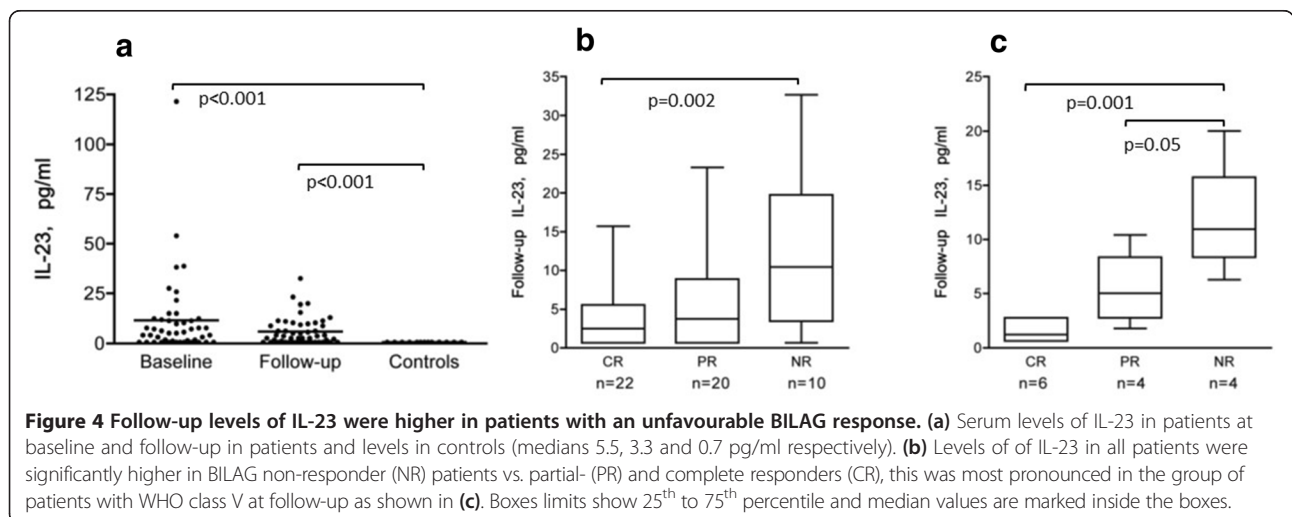 a
IL-23, pg/ml
125
100
75
50
25
0
p<0.001
p<0.001
Baseline Follow-up Controls
b
Follow-up IL-23, pg/ml
35
30
25
20
15
10
5
0
p=0.002
CR PR NR
n=22 n=20 n=10
c
Follow-up IL-23, pg/ml
25
20
15
10
5
0
p=0.001
p=0.05
CR PR NR
n=6 n=4 n=4
Figure 4 Follow-up levels of IL-23 were higher in patients with an unfavourable BILAG response. (a) Serum levels of IL-23 in patients at
baseline and follow-up in patients and levels in controls (medians 5.5, 3.3 and 0.7 pg/ml respectively). (b) Levels of of IL-23 in all patients were
significantly higher in BILAG non-responder (NR) patients vs. partial- (PR) and complete responders (CR), this was most pronounced in the group of
patients with WHO class V at follow-up as shown in (c). Boxes limits show 25th to 75th percentile and median values are marked inside the boxes.